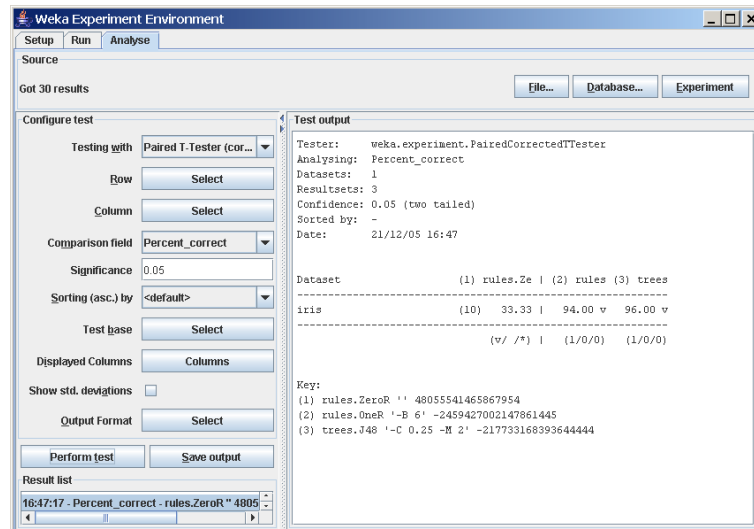 Weka Experiment Environment
Setup Run Analyse
Source
Got 30 results
File... Database... Experiment
Configure test
Testing with Paired T-Tester (cor...
Row Select
Column Select
Comparison field Percent_correct
Significance 0.05
Sorting (asc.) by <default>
Test base Select
Displayed Columns Columns
Show std. deviations
Output Format Select
Perform test Save output
Result list
16:47:17 - Percent_correct - rules.ZeroR '' 4805
Test output
Tester: weka.experiment.PairedCorrectedTTester
Analysing: Percent_correct
Datasets: 1
Resultsets: 3
Confidence: 0.05 (two tailed)
Sorted by: -
Date: 21/12/05 16:47
Dataset (1) rules.Ze | (2) rules (3) trees
--------------------------------------------------------------
iris (10) 33.33 | 94.00 v 96.00 v
--------------------------------------------------------------
(v/ /*) | (1/0/0) (1/0/0)
Key:
(1) rules.ZeroR '' 48055541465867954
(2) rules.OneR '-B 6' -2459427002147861445
(3) trees.J48 '-C 0.25 -M 2' -217733168393644444